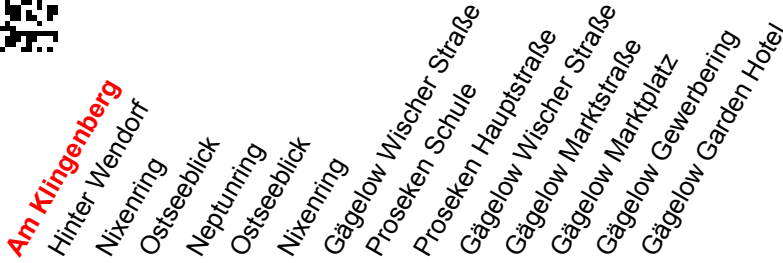 Am Klingenberg
Hinter Wendorf
Nixenring
Ostseeblick
Neptunring
Ostseeblick
Nixenring
Gägelow Wischer Straße
Proseken Schule
Proseken Hauptstraße
Gägelow Wischer Straße
Gägelow Marktstraße
Gägelow Marktplatz
Gägelow Gewerbering
Gägelow Garden Hotel